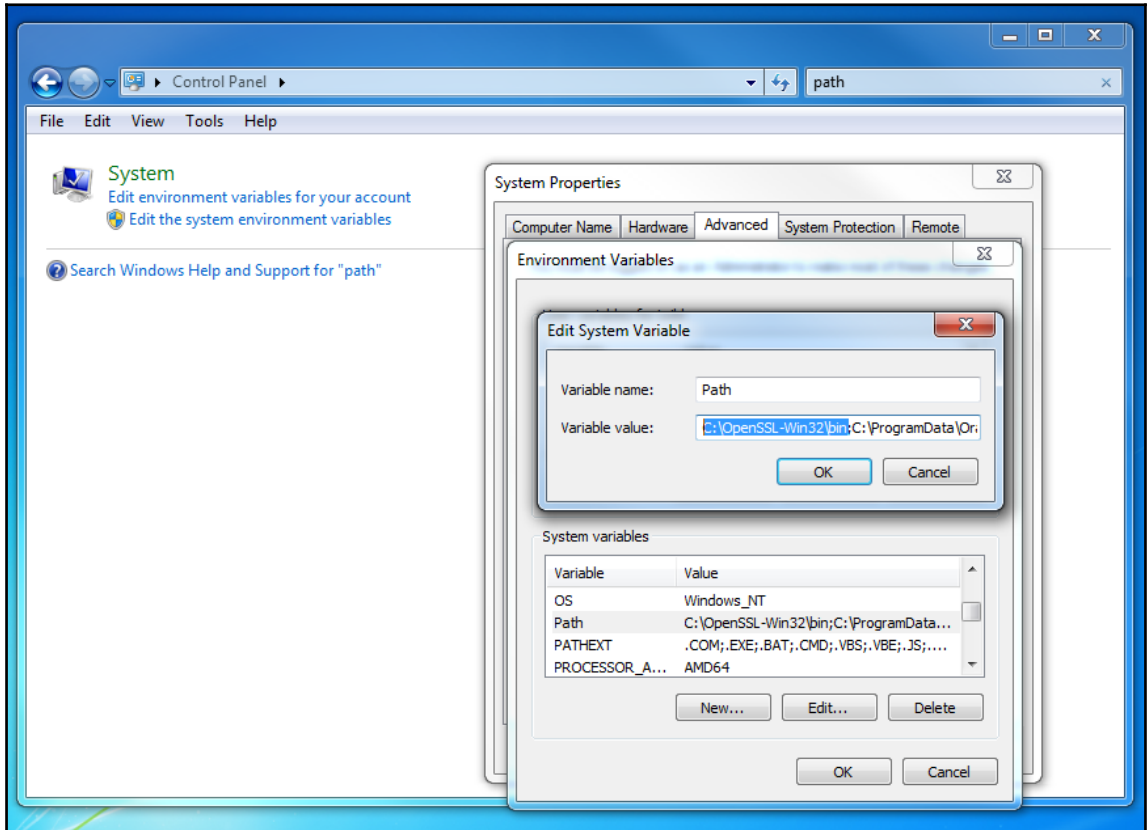 Control Panel
path
File Edit View Tools Help
System
Edit environment variables for your account
Edit the system environment variables
Search Windows Help and Support for "path"
System Properties
Computer Name Hardware Advanced System Protection Remote
Environment Variables
Edit System Variable
Variable name: Path
Variable value: C:\OpenSSL-Win32\bin;C:\ProgramData\Or
OK Cancel
System variables
Variable Value
OS Windows_NT
Path C:\OpenSSL-Win32\bin;C:\ProgramData...
PATHEXT .COM;.EXE;.BAT;.CMD;.VBS;.VBE;.JS;....
PROCESSOR_A... AMD64
New... Edit... Delete
OK Cancel